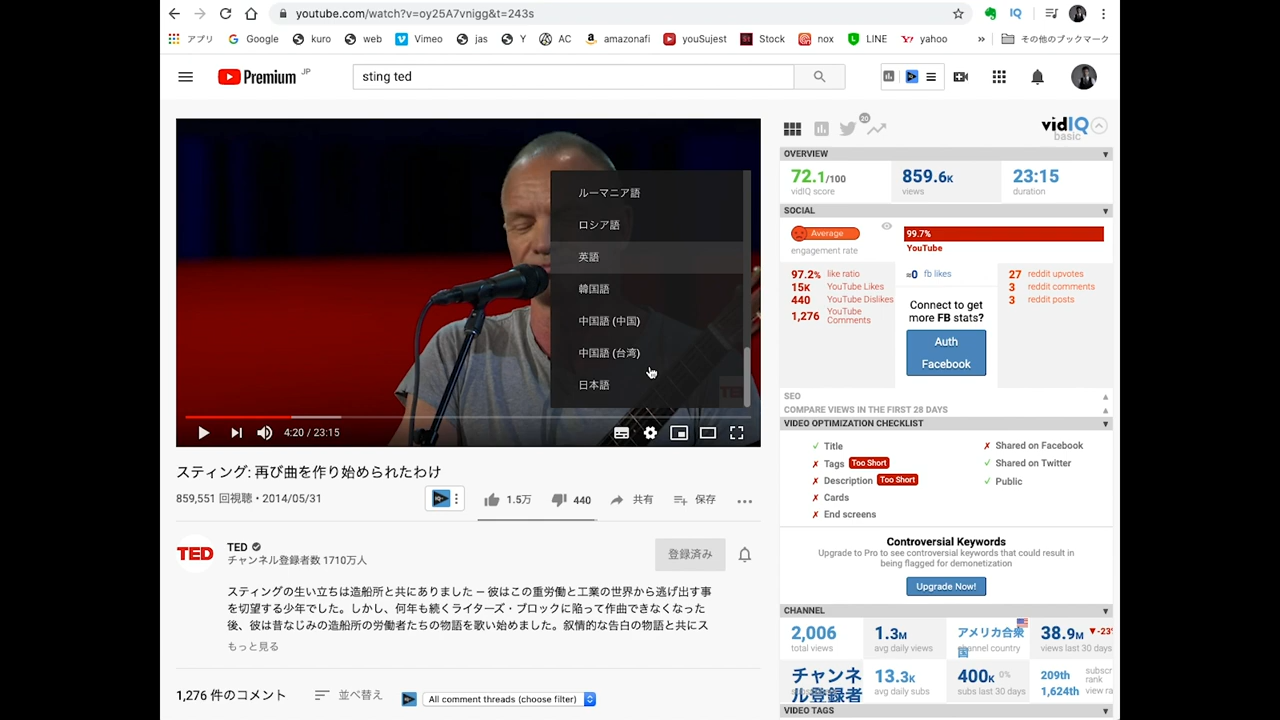 youtube.com/watch?v=oy25A7vnigg&t=243s
アプリ Google kuro web Vimeo jas Y AC amazonafi youSujest Stock nox LINE yahoo » その他のブックマーク
Premium JP
sting ted
ルーマニア語
ロシア語
英語
韓国語
中国語 (中国)
中国語 (台湾)
日本語
4:20 / 23:15
スティング: 再び曲を作り始められたわけ
859,551 回視聴・2014/05/31
1.5万 440 共有 保存
TED
TED
チャンネル登録者数 1710万人
登録済み
スティングの生い立ちは造船所と共にありました – 彼はこの重労働と工業の世界から逃げ出す事
を切望する少年でした。しかし、何年も続くライターズ・ブロックに陥って作曲できなくなった
後、彼は昔なじみの造船所の労働者たちの物語を歌い始めました。叙情的な告白の物語と共にス
もっと見る
1,276 件のコメント 並べ替え All comment threads (choose filter)
20
vidIQ
basic
OVERVIEW
72.1/100 859.6K 23:15
vidIQ score views duration
SOCIAL
Average
engagement rate
99.7%
YouTube
97.2% like ratio
15K YouTube Likes
440 YouTube Dislikes
1,276 YouTube
Comments
≈0 fb likes
Connect to get
more FB stats?
Auth
Facebook
27 reddit upvotes
3 reddit comments
3 reddit posts
SEO
COMPARE VIEWS IN THE FIRST 28 DAYS
VIDEO OPTIMIZATION CHECKLIST
✓ Title
✗ Tags Too Short
✗ Description Too Short
✗ Cards
✗ End screens
✗ Shared on Facebook
✓ Shared on Twitter
✓ Public
Controversial Keywords
Upgrade to Pro to see controversial keywords that could result in
being flagged for demonetization
Upgrade Now!
CHANNEL
2,006 1.3M アメリカ合衆国 38.9M ▼-23%
total views avg daily views channel country views last 30 days
チャンネル登録者 13.3K 400K 0% 209th
avg daily subs subs last 30 days 1,624th
VIDEO TAGS